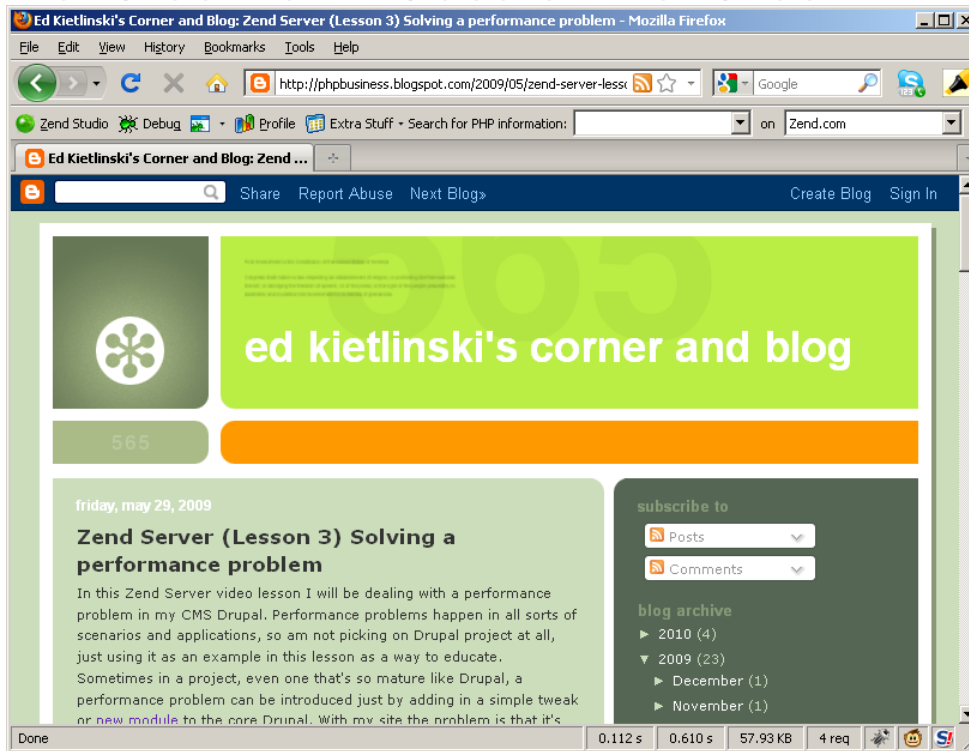 Ed Kietlinski's Corner and Blog: Zend Server (Lesson 3) Solving a performance problem - Mozilla Firefox
File Edit View History Bookmarks Tools Help
http://phpbusiness.blogspot.com/2009/05/zend-server-less Google
Zend Studio Debug Profile Extra Stuff Search for PHP information: on Zend.com
Ed Kietlinski's Corner and Blog: Zend ...
Share Report Abuse Next Blog» Create Blog Sign In
565
ed kietlinski's corner and blog
565
friday, may 29, 2009
Zend Server (Lesson 3) Solving a
performance problem
In this Zend Server video lesson I will be dealing with a performance
problem in my CMS Drupal. Performance problems happen in all sorts of
scenarios and applications, so am not picking on Drupal project at all,
just using it as an example in this lesson as a way to educate.
Sometimes in a project, even one that's so mature like Drupal, a
performance problem can be introduced just by adding in a simple tweak
or new module to the core Drupal. With my site the problem is that it's
subscribe to
Posts
Comments
blog archive
► 2010 (4)
▼ 2009 (23)
► December (1)
► November (1)
Done 0.112 s 0.610 s 57.93 KB 4 req